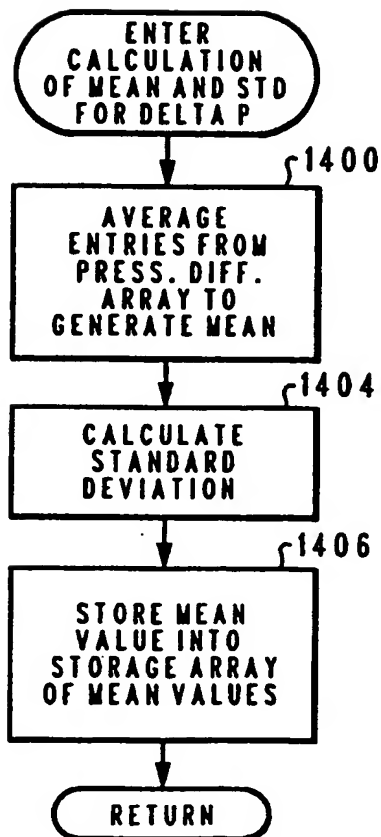 ENTER
CALCULATION
OF MEAN AND STD
FOR DELTA P
1400
AVERAGE
ENTRIES FROM
PRESS. DIFF.
ARRAY TO
GENERATE MEAN
1404
CALCULATE
STANDARD
DEVIATION
1406
STORE MEAN
VALUE INTO
STORAGE ARRAY
OF MEAN VALUES
RETURN